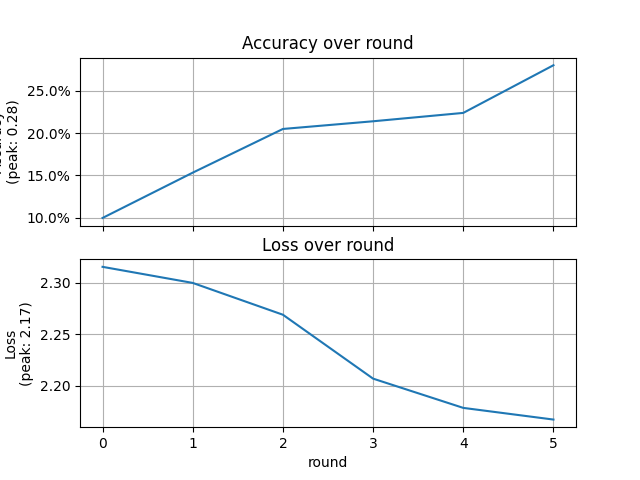 Accuracy over round
25.0%
20.0%
15.0%
10.0%
(peak: 0.28)
Loss over round
2.30
2.25
2.20
Loss
(peak: 2.17)
0 1 2 3 4 5
round